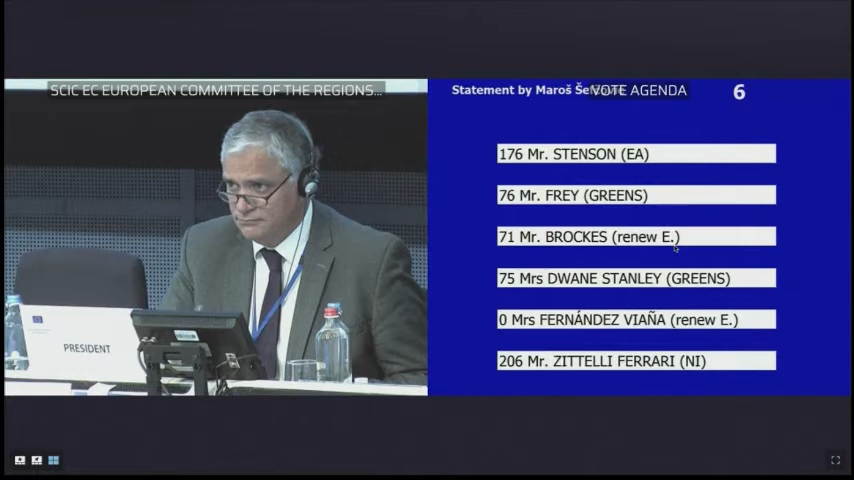 SCIC EC EUROPEAN COMMITTEE OF THE REGIONS...
PRESIDENT
Statement by Maroš
VOTE AGENDA
6
176 Mr. STENSON (EA)
76 Mr. FREY (GREENS)
71 Mr. BROCKES (renew E.)
75 Mrs DWANE STANLEY (GREENS)
0 Mrs FERNÁNDEZ VIAÑA (renew E.)
206 Mr. ZITTELLI FERRARI (NI)